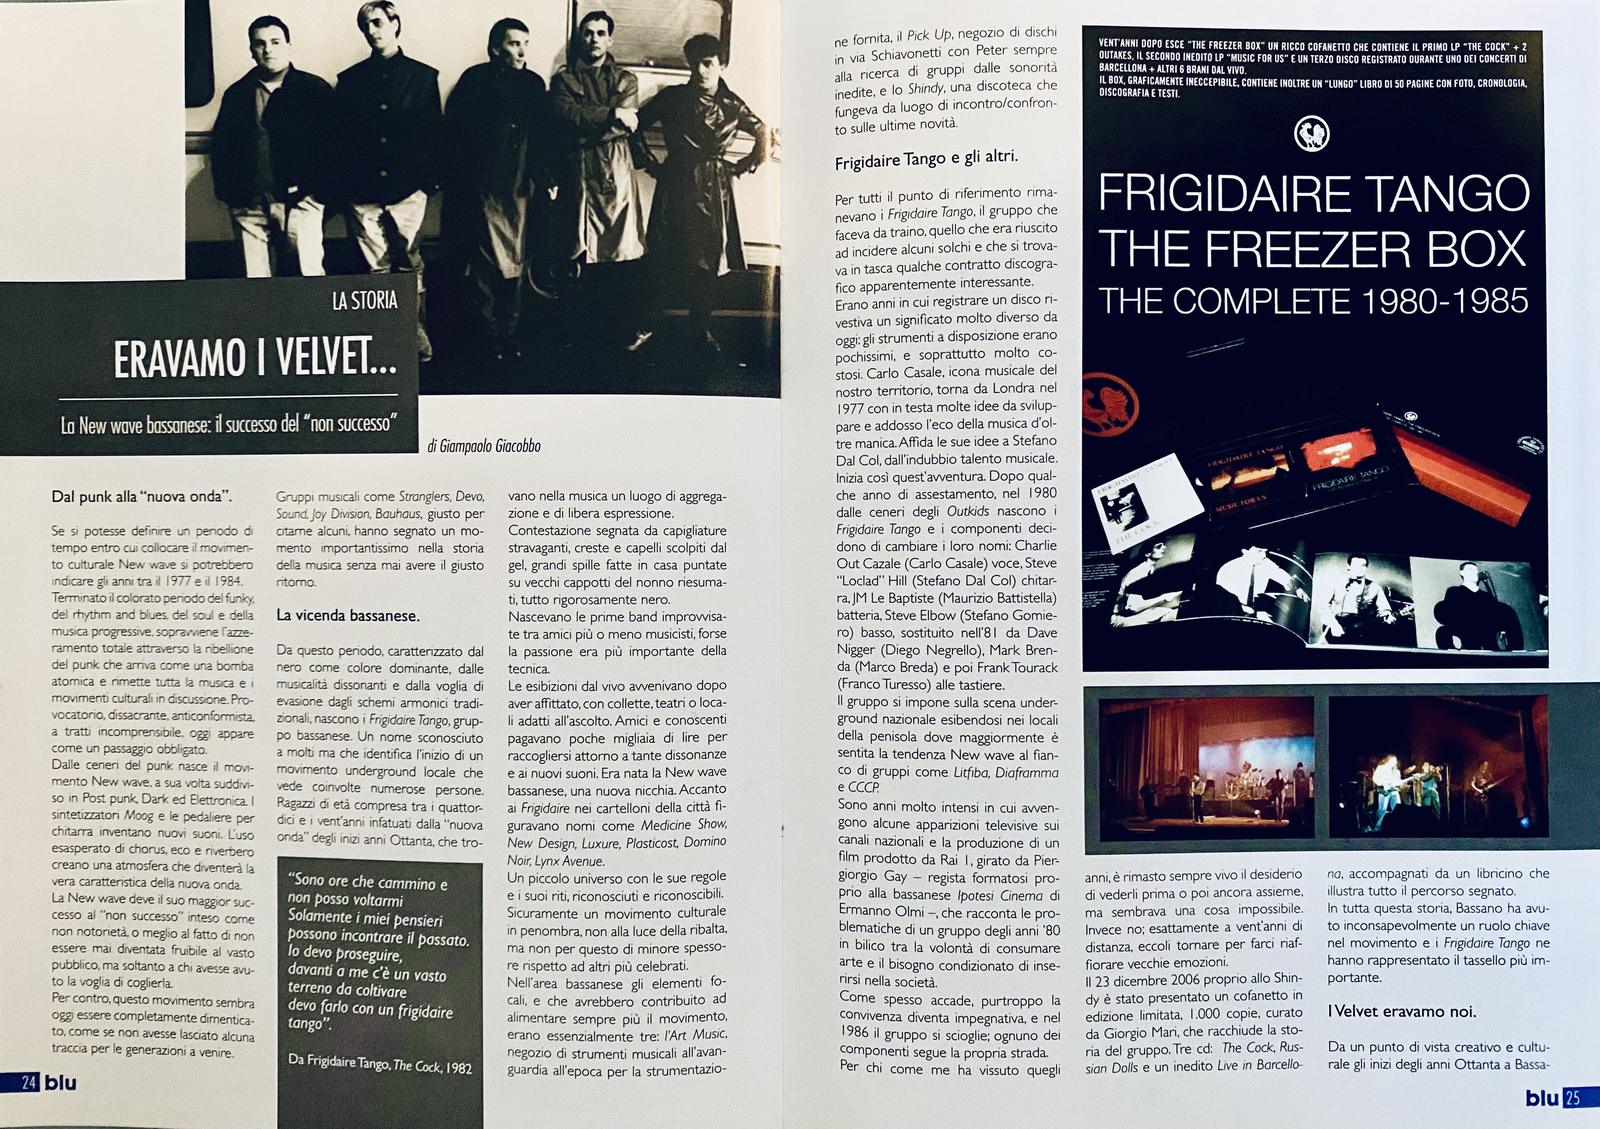 LA STORIA
ERAVAMO I VELVET...
La New wave bassanese: il successo del “non successo”
di Giampaolo Giacobbo
Dal punk alla “nuova onda”.
Se si potesse definire un periodo di
tempo entro cui collocare il movimen-
to culturale New wave si potrebbero
indicare gli anni tra il 1977 e il 1984.
Terminato il colorato periodo del funky,
del rhythm and blues, del soul e della
musica progressive, sopravviene l'azze-
ramento totale attraverso la ribellione
del punk che arriva come una bomba
atomica e rimette tutta la musica e i
movimenti culturali in discussione. Pro-
vocatorio, dissacrante, anticonformista,
a tratti incomprensibile, oggi appare
come un passaggio obbligato.
Dalle ceneri del punk nasce il movi-
mento New wave, a sua volta suddivi-
so in Post punk, Dark ed Elettronica. I
sintetizzatori Moog e le pedaliere per
chitarra inventano nuovi suoni. L'uso
esasperato di chorus, eco e riverbero
creano una atmosfera che diventerà la
vera caratteristica della nuova onda.
La New wave deve il suo maggior suc-
cesso al “non successo” inteso come
non notorietà, o meglio al fatto di non
essere mai diventata fruibile al vasto
pubblico, ma soltanto a chi avesse avu-
to la voglia di coglierla.
Per contro, questo movimento sembra
oggi essere completamente dimentica-
to, come se non avesse lasciato alcuna
traccia per le generazioni a venire.
Gruppi musicali come Stranglers, Devo,
Sound, Joy Division, Bauhaus, giusto per
citarne alcuni, hanno segnato un mo-
mento importantissimo nella storia
della musica senza mai avere il giusto
ritorno.
La vicenda bassanese.
Da questo periodo, caratterizzato dal
nero come colore dominante, dalle
musicalità dissonanti e dalla voglia di
evasione dagli schemi armonici tradi-
zionali, nascono i Frigidaire Tango, grup-
po bassanese. Un nome sconosciuto
a molti ma che identifica l'inizio di un
movimento underground locale che
vede coinvolte numerose persone.
Ragazzi di età compresa tra i quattor-
dici e i vent'anni infatuati dalla “nuova
onda” degli inizi anni Ottanta, che tro-
“Sono ore che cammino e
non posso voltarmi
Solamente i miei pensieri
possono incontrare il passato.
Io devo proseguire,
davanti a me c'è un vasto
terreno da coltivare
devo farlo con un frigidaire
tango”.
Da Frigidaire Tango, The Cock, 1982
vano nella musica un luogo di aggrega-
zione e di libera espressione.
Contestazione segnata da capigliature
stravaganti, creste e capelli scolpiti dal
gel, grandi spille fatte in casa puntate
su vecchi cappotti del nonno riesuma-
ti, tutto rigorosamente nero.
Nascevano le prime band improvvisa-
te tra amici più o meno musicisti, forse
la passione era più importante della
tecnica.
Le esibizioni dal vivo avvenivano dopo
aver affittato, con collette, teatri o loca-
li adatti all'ascolto. Amici e conoscenti
pagavano poche migliaia di lire per
raccogliersi attorno a tante dissonanze
e ai nuovi suoni. Era nata la New wave
bassanese, una nuova nicchia. Accanto
ai Frigidaire nei cartelloni della città fi-
guravano nomi come Medicine Show,
New Design, Luxure, Plasticost, Domino
Noir, Lynx Avenue.
Un piccolo universo con le sue regole
e i suoi riti, riconosciuti e riconoscibili.
Sicuramente un movimento culturale
in penombra, non alla luce della ribalta,
ma non per questo di minore spesso-
re rispetto ad altri più celebrati.
Nell'area bassanese gli elementi fo-
cali, e che avrebbero contribuito ad
alimentare sempre più il movimento,
erano essenzialmente tre: l'Art Music,
negozio di strumenti musicali all'avan-
guardia all'epoca per la strumentazio-
24 blu
ne fornita, il Pick Up, negozio di dischi
in via Schiavonetti con Peter sempre
alla ricerca di gruppi dalle sonorità
inedite, e lo Shindy, una discoteca che
fungeva da luogo di incontro/confron-
to sulle ultime novità.
Frigidaire Tango e gli altri.
Per tutti il punto di riferimento rima-
nevano i Frigidaire Tango, il gruppo che
faceva da traino, quello che era riuscito
ad incidere alcuni solchi e che si trova-
va in tasca qualche contratto discogra-
fico apparentemente interessante.
Erano anni in cui registrare un disco ri-
vestiva un significato molto diverso da
oggi; gli strumenti a disposizione erano
pochissimi, e soprattutto molto co-
stosi. Carlo Casale, icona musicale del
nostro territorio, torna da Londra nel
1977 con in testa molte idee da svilup-
pare e addosso l'eco della musica d'ol-
tre manica. Affida le sue idee a Stefano
Dal Col, dall'indubbio talento musicale.
Inizia così quest'avventura. Dopo qual-
che anno di assestamento, nel 1980
dalle ceneri degli Outkids nascono i
Frigidaire Tango e i componenti deci-
dono di cambiare i loro nomi: Charlie
Out Cazale (Carlo Casale) voce, Steve
“Loclad” Hill (Stefano Dal Col) chitar-
ra, JM Le Baptiste (Maurizio Battistella)
batteria, Steve Elbow (Stefano Gomie-
ro) basso, sostituito nell'81 da Dave
Nigger (Diego Negrello), Mark Bren-
da (Marco Breda) e poi Frank Tourack
(Franco Turesso) alle tastiere.
Il gruppo si impone sulla scena under-
ground nazionale esibendosi nei locali
della penisola dove maggiormente è
sentita la tendenza New wave al fian-
co di gruppi come Litfiba, Diaframma
e CCCP.
Sono anni molto intensi in cui avven-
gono alcune apparizioni televisive sui
canali nazionali e la produzione di un
film prodotto da Rai 1, girato da Pier-
giorgio Gay – regista formatosi pro-
prio alla bassanese Ipotesi Cinema di
Ermanno Olmi –, che racconta le pro-
blematiche di un gruppo degli anni '80
in bilico tra la volontà di consumare
arte e il bisogno condizionato di inse-
rirsi nella società.
Come spesso accade, purtroppo la
convivenza diventa impegnativa, e nel
1986 il gruppo si scioglie; ognuno dei
componenti segue la propria strada.
Per chi come me ha vissuto quegli
VENT'ANNI DOPO ESCE “THE FREEZER BOX” UN RICCO COFANETTO CHE CONTIENE IL PRIMO LP “THE COCK” + 2
OUTAKES, IL SECONDO INEDITO LP “MUSIC FOR US” E UN TERZO DISCO REGISTRATO DURANTE UNO DEI CONCERTI DI
BARCELLONA + ALTRI 6 BRANI DAL VIVO.
IL BOX, GRAFICAMENTE INECCEPIBILE, CONTIENE INOLTRE UN “LUNGO” LIBRO DI 50 PAGINE CON FOTO, CRONOLOGIA,
DISCOGRAFIA E TESTI.
FRIGIDAIRE TANGO
THE FREEZER BOX
THE COMPLETE 1980-1985
FRIGIDAIRE TANGO
THE COCK
FRIGIDAIRE TANGO
MUSIC FOR US
FRIGIDAIRE TANGO
anni, è rimasto sempre vivo il desiderio
di vederli prima o poi ancora assieme,
ma sembrava una cosa impossibile.
Invece no; esattamente a vent'anni di
distanza, eccoli tornare per farci riaf-
fiorare vecchie emozioni.
Il 23 dicembre 2006 proprio allo Shin-
dy è stato presentato un cofanetto in
edizione limitata, 1.000 copie, curato
da Giorgio Mari, che racchiude la sto-
ria del gruppo. Tre cd: The Cock, Rus-
sian Dolls e un inedito Live in Barcello-
na, accompagnati da un libricino che
illustra tutto il percorso segnato.
In tutta questa storia, Bassano ha avu-
to inconsapevolmente un ruolo chiave
nel movimento e i Frigidaire Tango ne
hanno rappresentato il tassello più im-
portante.
I Velvet eravamo noi.
Da un punto di vista creativo e cultu-
rale gli inizi degli anni Ottanta a Bassa-
blu 25